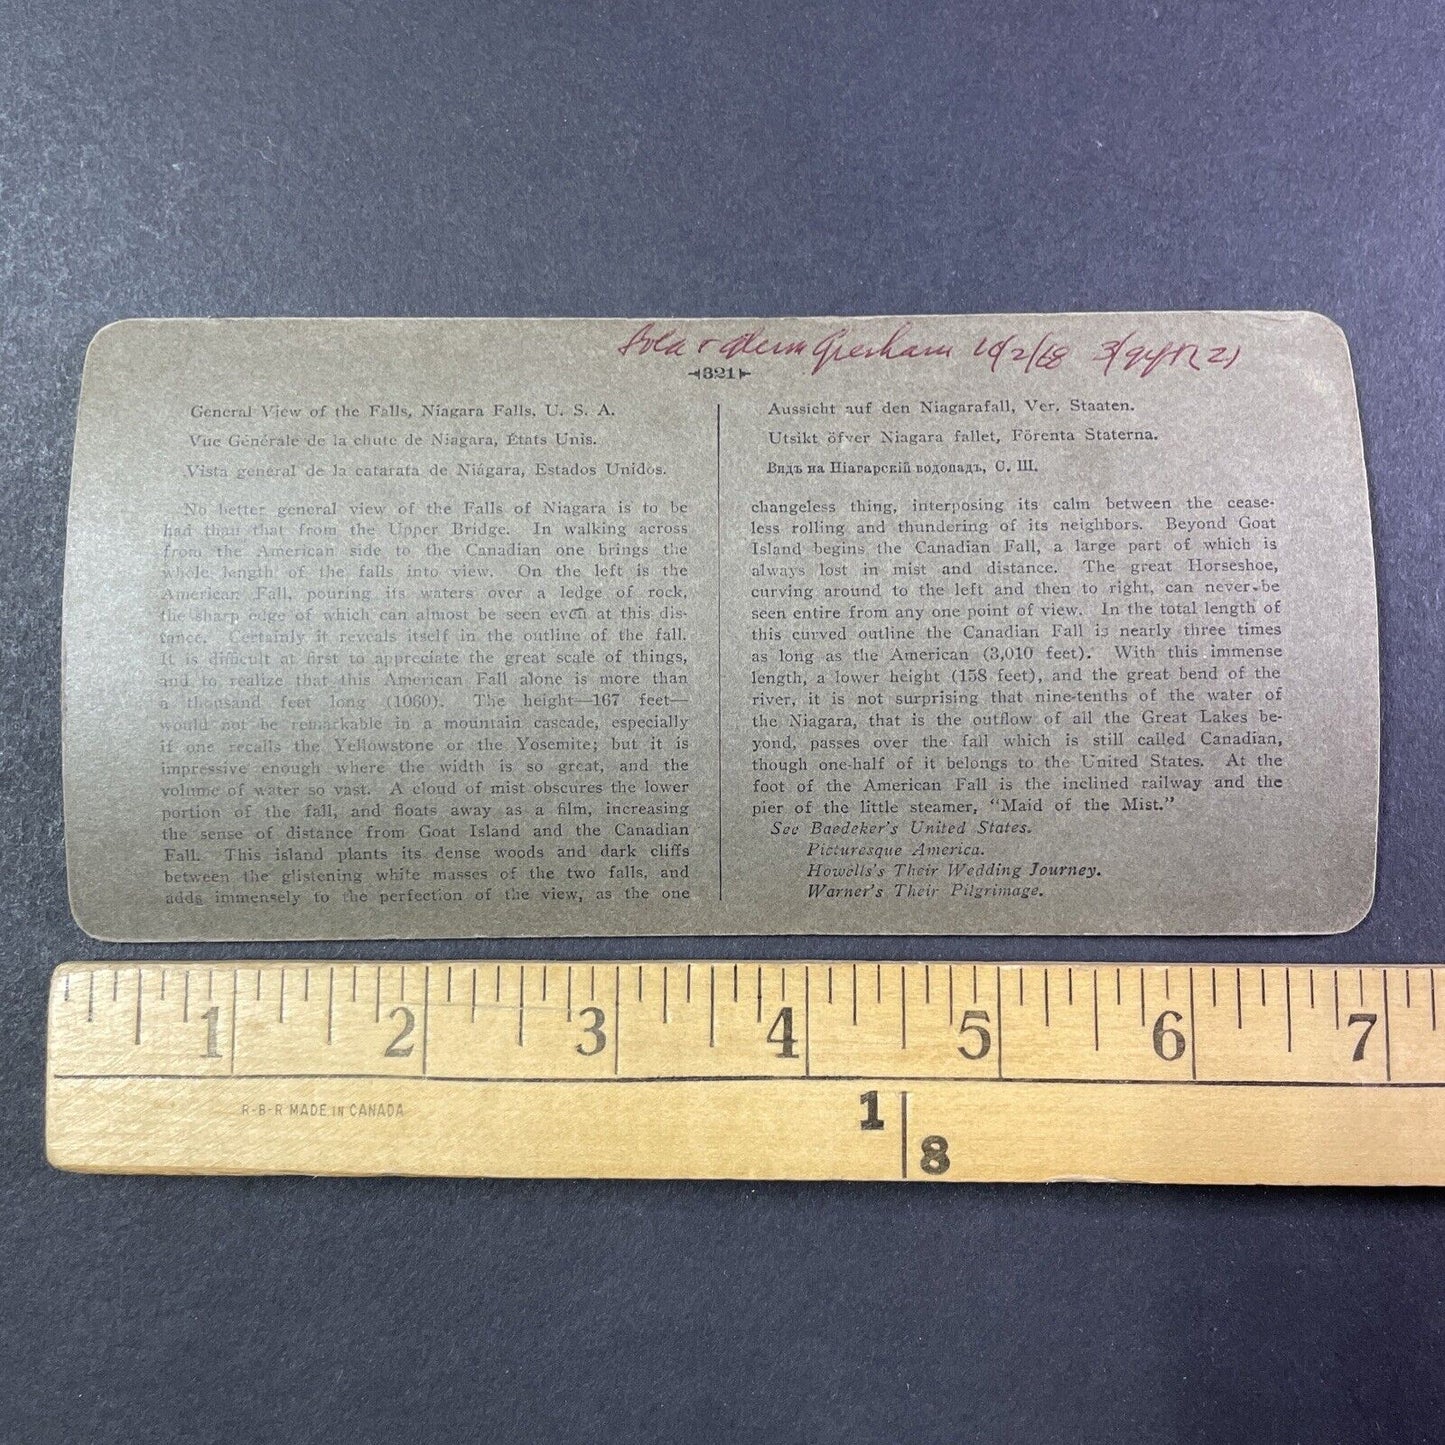 Gresham 10/2/68
321
General View of the Falls, Niagara Falls, U. S. A.
Vue Générale de la chute de Niagara, États Unis.
Vista general de la catarata de Niágara, Estados Unidos.
No better general view of the Falls of Niagara is to be
had than that from the Upper Bridge. In walking across
from the American side to the Canadian one brings the
whole length of the falls into view. On the left is the
American Fall, pouring its waters over a ledge of rock,
the sharp edge of which can almost be seen even at this dis-
tance. Certainly it reveals itself in the outline of the fall.
It is difficult at first to appreciate the great scale of things,
and to realize that this American Fall alone is more than
a thousand feet long (1060). The height—167 feet—
would not be remarkable in a mountain cascade, especially
if one recalls the Yellowstone or the Yosemite; but it is
impressive enough where the width is so great, and the
volume of water so vast. A cloud of mist obscures the lower
portion of the fall, and floats away as a film, increasing
the sense of distance from Goat Island and the Canadian
Fall. This island plants its dense woods and dark cliffs
between the glistening white masses of the two falls, and
adds immensely to the perfection of the view, as the one
Aussicht auf den Niagarafall, Ver. Staaten.
Utsikt öfver Niagara fallet, Förenta Staterna.
Видъ на Ніагарскій водопадъ, С. Ш.
changeless thing, interposing its calm between the cease-
less rolling and thundering of its neighbors. Beyond Goat
Island begins the Canadian Fall, a large part of which is
always lost in mist and distance. The great Horseshoe,
curving around to the left and then to right, can never be
seen entire from any one point of view. In the total length of
this curved outline the Canadian Fall is nearly three times
as long as the American (3,010 feet). With this immense
length, a lower height (158 feet), and the great bend of the
river, it is not surprising that nine-tenths of the water of
the Niagara, that is the outflow of all the Great Lakes be-
yond, passes over the fall which is still called Canadian,
though one-half of it belongs to the United States. At the
foot of the American Fall is the inclined railway and the
pier of the little steamer, "Maid of the Mist."
See Baedeker's United States.
Picturesque America.
Howells's Their Wedding Journey.
Warner's Their Pilgrimage.
1 2 3 4 5 6 7
R-B-R MADE IN CANADA
1
8